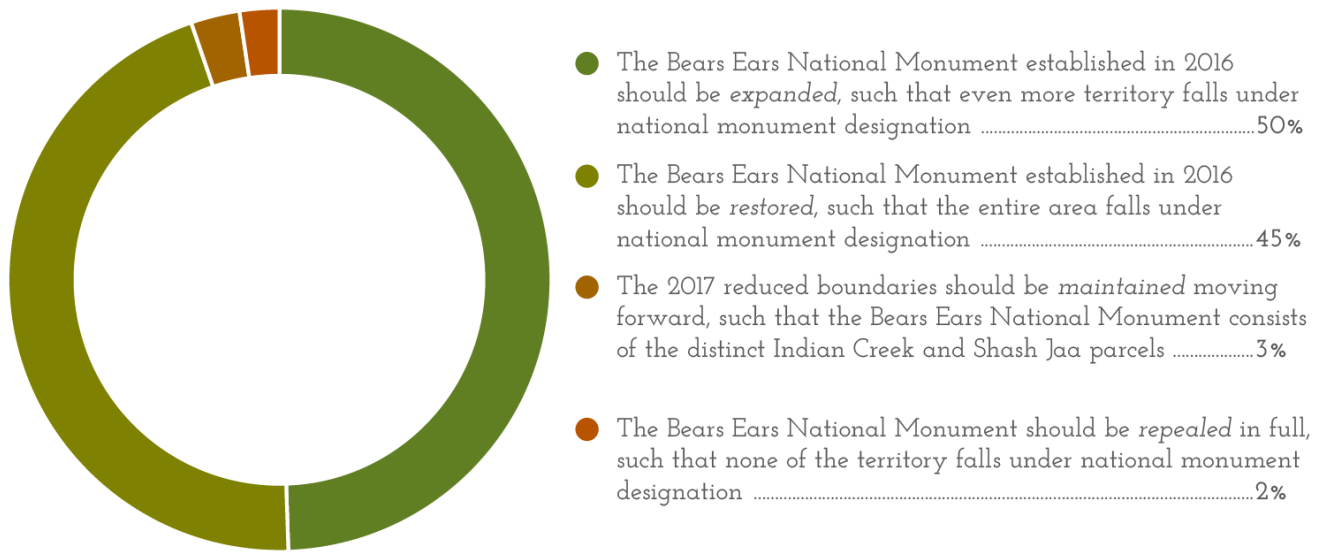 The Bears Ears National Monument established in 2016
should be expanded, such that even more territory falls under
national monument designation ................................................................50%
The Bears Ears National Monument established in 2016
should be restored, such that the entire area falls under
national monument designation ................................................................45%
The 2017 reduced boundaries should be maintained moving
forward, such that the Bears Ears National Monument consists
of the distinct Indian Creek and Shash Jaa parcels ...................3%
The Bears Ears National Monument should be repealed in full,
such that none of the territory falls under national monument
designation ......................................................................................................................2%